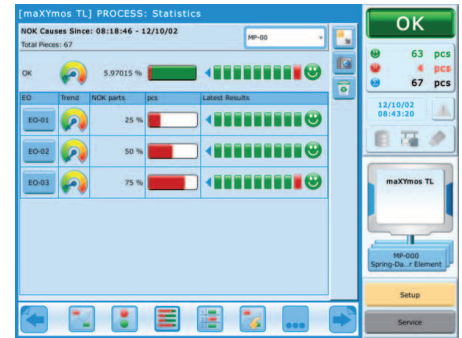 [maXYmos TL] PROCESS: Statistics
NOK Causes Since: 08:18:46 - 12/10/02
Total Pieces: 67
MP-000
OK 5.97015 %
EO Trend NOK parts pcs Latest Results
EO-01 25 %
EO-02 50 %
EO-03 75 %
OK
63 pcs
4 pcs
67 pcs
12/10/02
08:43:20
maXYmos TL
MP-000
Spring-Da...r Element
Setup
Service